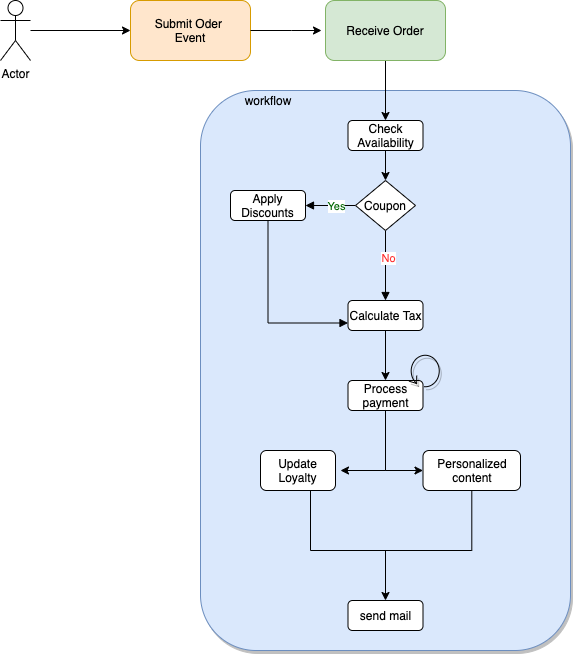 Submit Oder
Event
Receive Order
Actor
workflow
Check
Availability
Apply
Discounts
Yes
Coupon
No
Calculate Tax
Process
payment
Update
Loyalty
Personalized
content
send mail